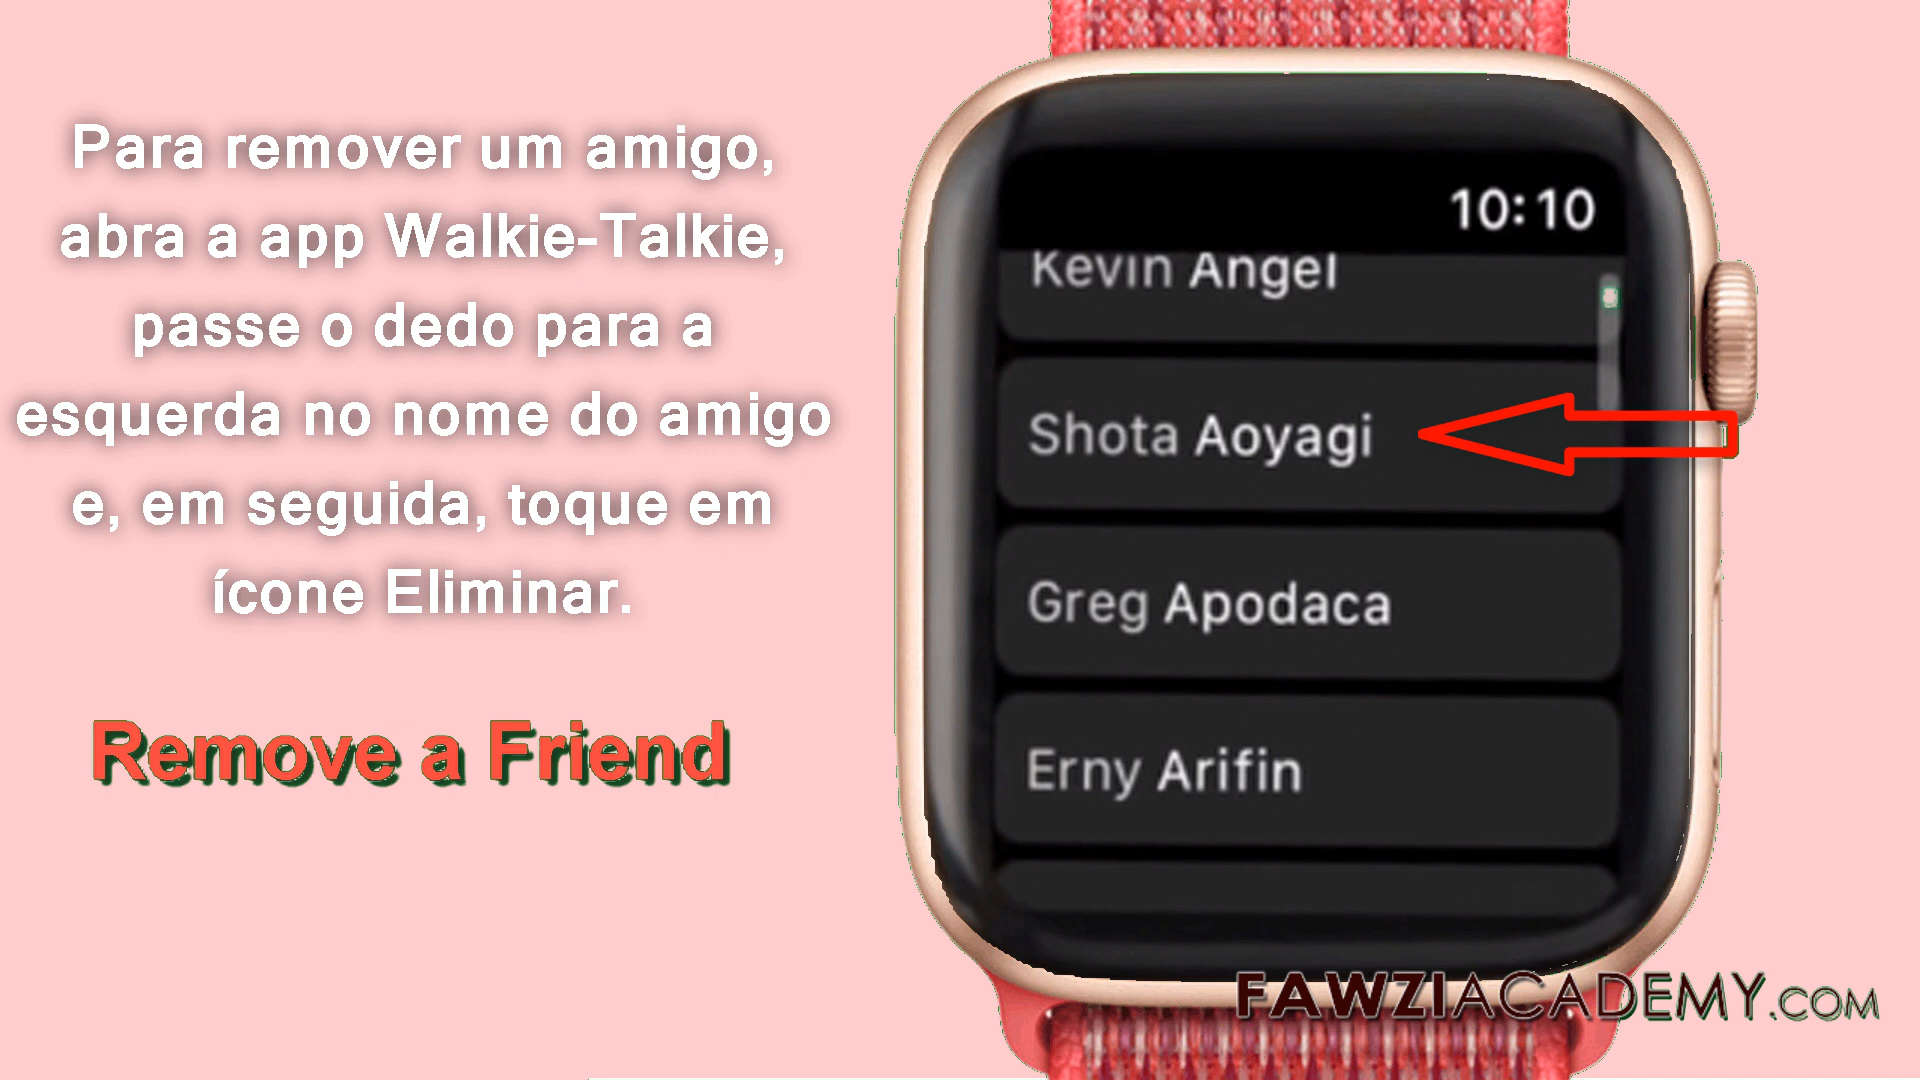 Para remover um amigo,
abra a app Walkie-Talkie,
passe o dedo para a
esquerda no nome do amigo
e, em seguida, toque em
ícone Eliminar.
Remove a Friend
10:10
Kevin Angel
Shota Aoyagi
Greg Apodaca
Erny Arifin
FAWZIACADEMY.COM